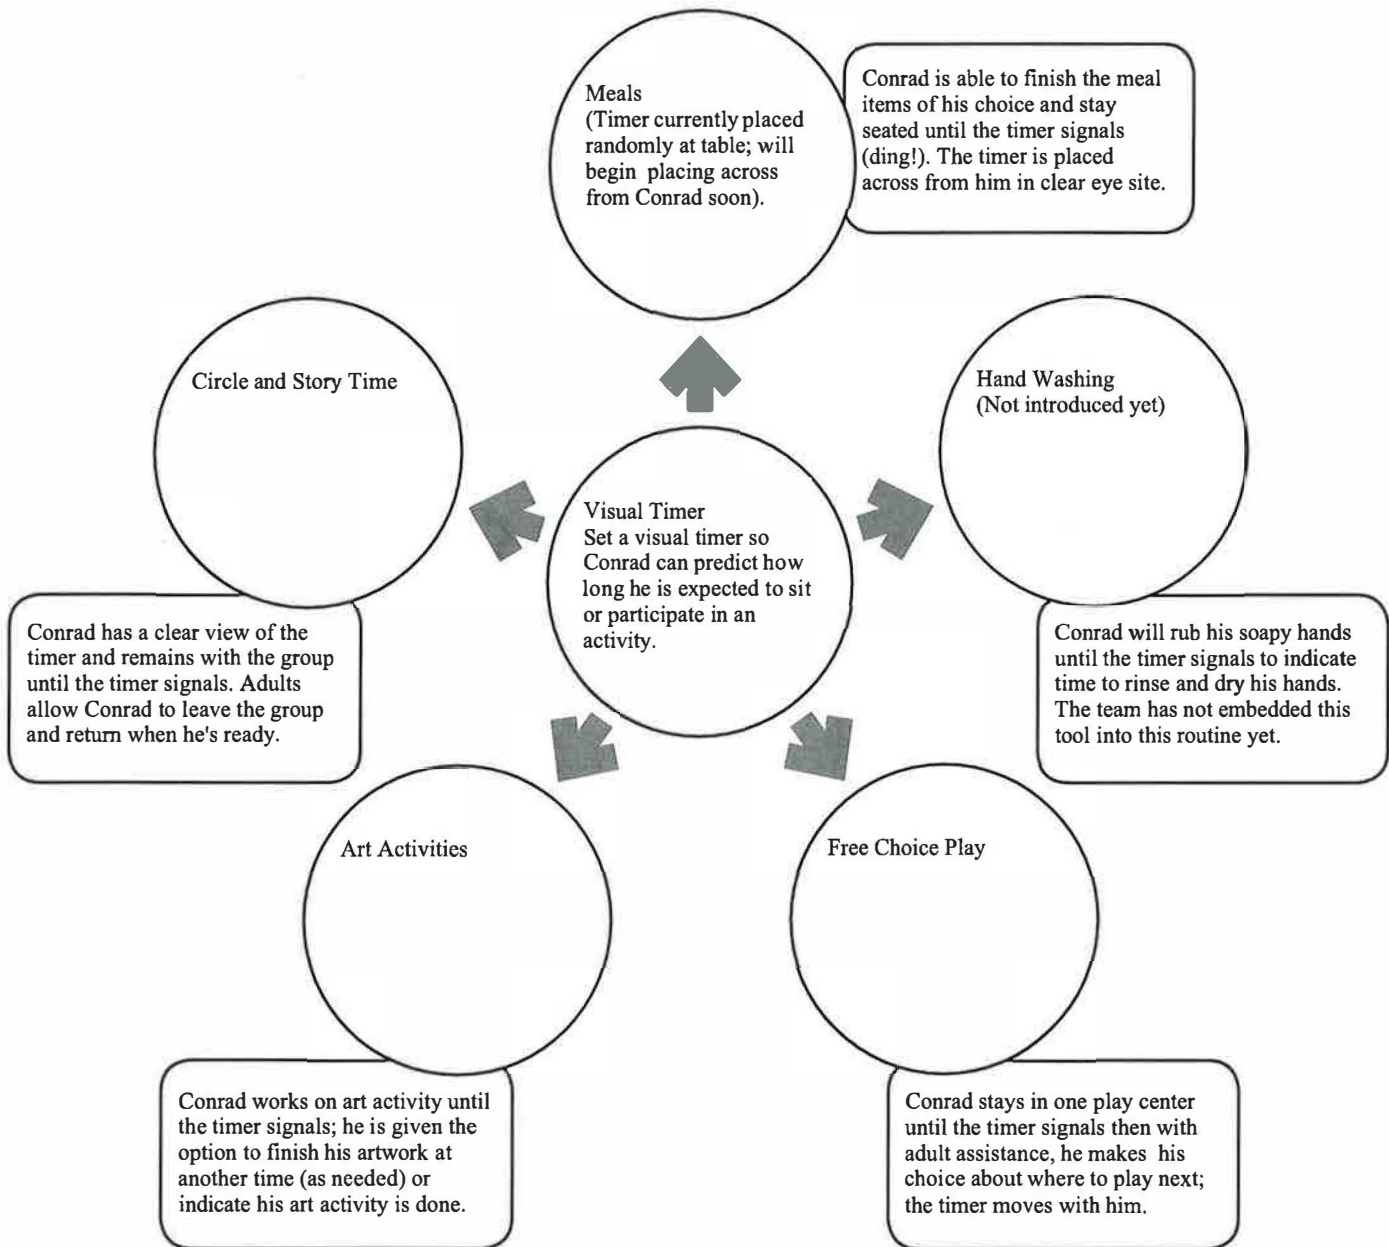 Meals
(Timer currently placed
randomly at table; will
begin placing across
from Conrad soon).
Conrad is able to finish the meal
items of his choice and stay
seated until the timer signals
(ding!). The timer is placed
across from him in clear eye site.
Circle and Story Time
Hand Washing
(Not introduced yet)
Visual Timer
Set a visual timer so
Conrad can predict how
long he is expected to sit
or participate in an
activity.
Conrad has a clear view of the
timer and remains with the group
until the timer signals. Adults
allow Conrad to leave the group
and return when he's ready.
Conrad will rub his soapy hands
until the timer signals to indicate
time to rinse and dry his hands.
The team has not embedded this
tool into this routine yet.
Art Activities
Free Choice Play
Conrad works on art activity until
the timer signals; he is given the
option to finish his artwork at
another time (as needed) or
indicate his art activity is done.
Conrad stays in one play center
until the timer signals then with
adult assistance, he makes his
choice about where to play next;
the timer moves with him.